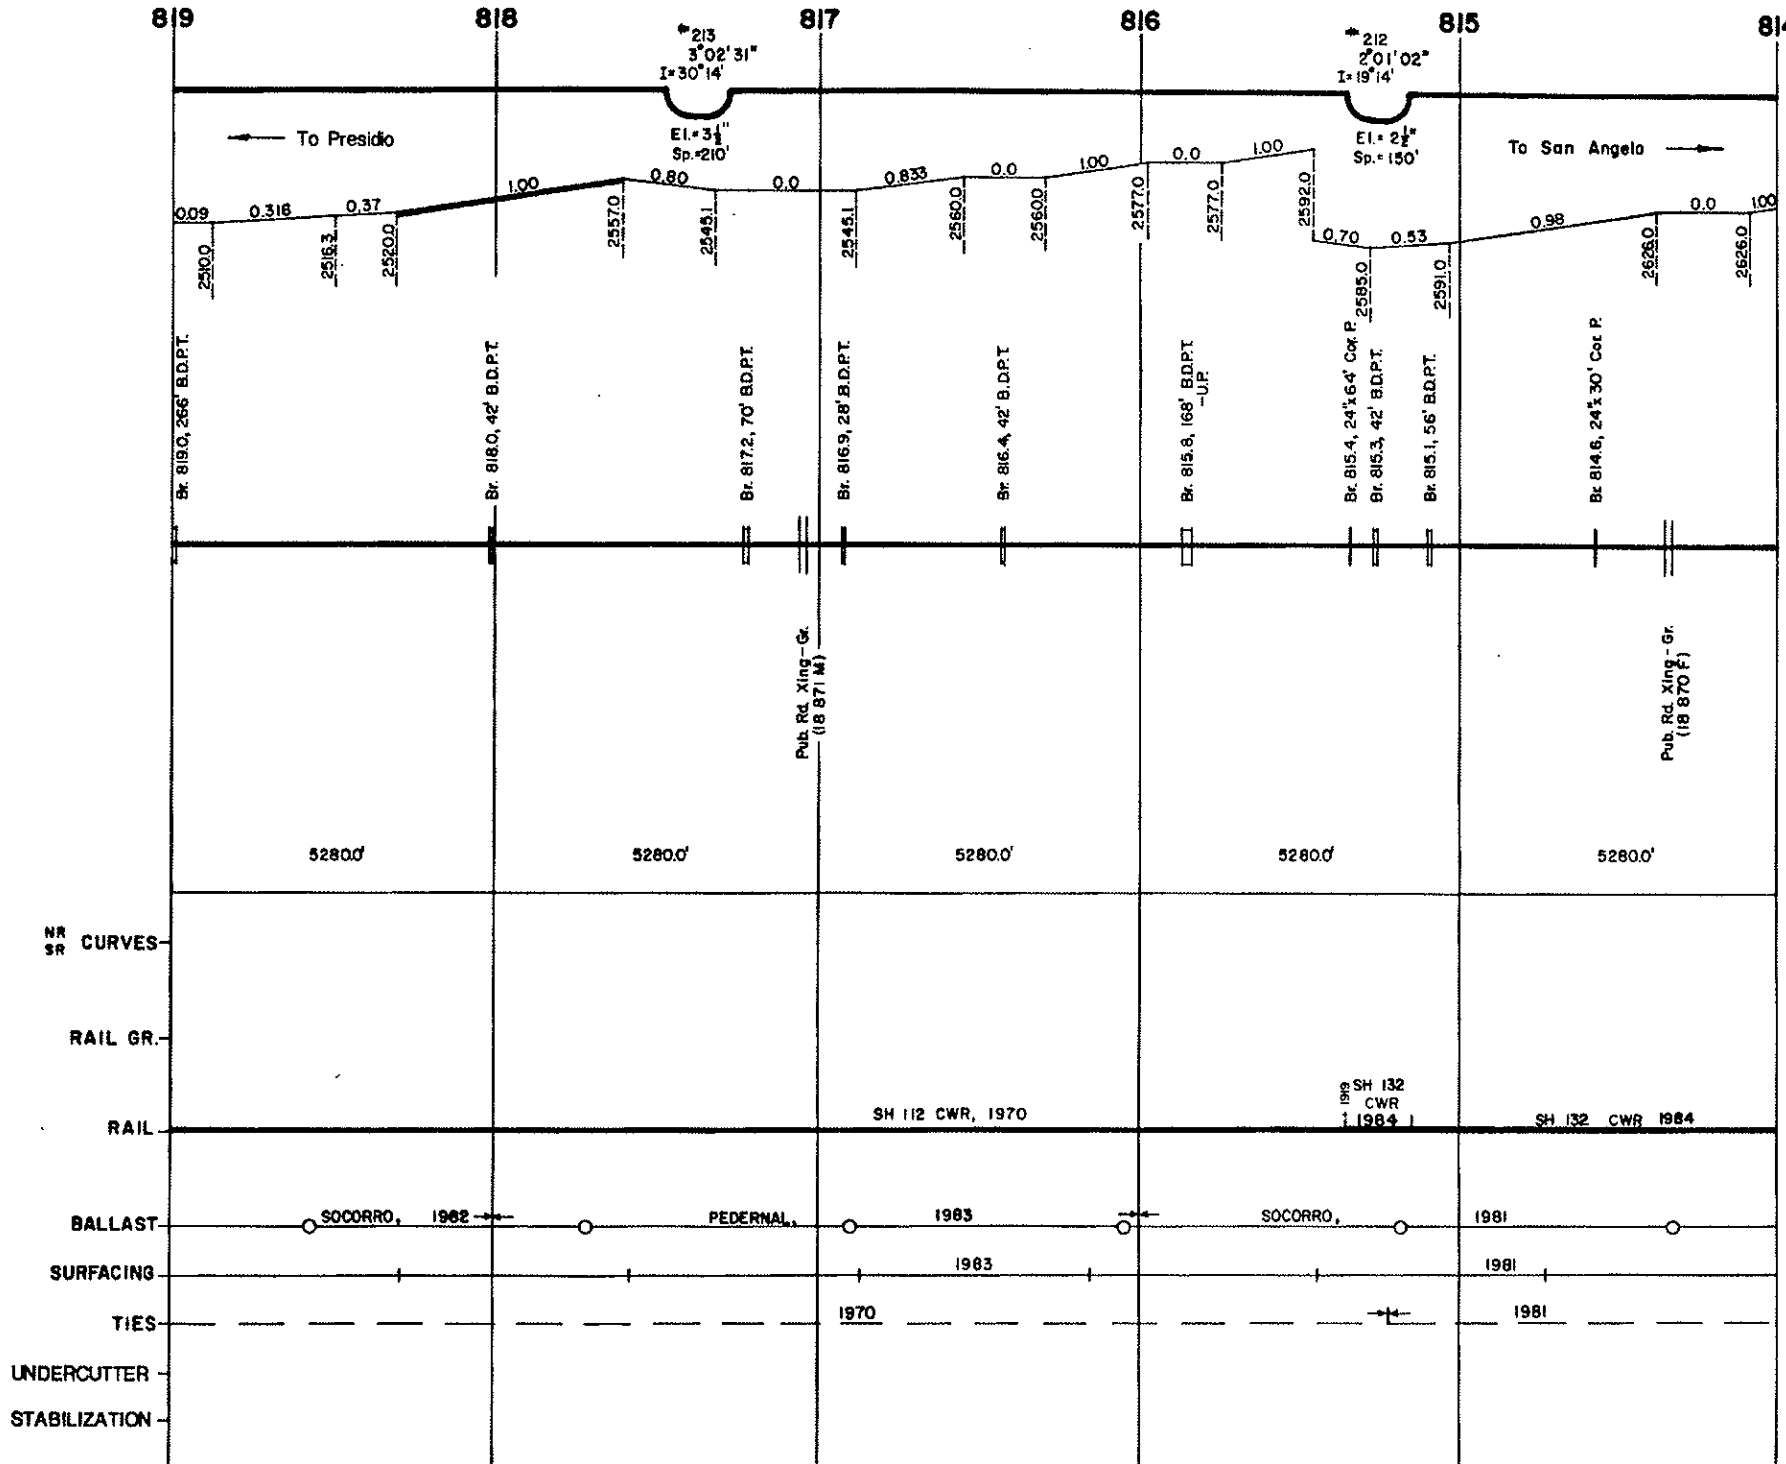 819 818 817 816 815 814
213
3°02'31"
I=30°14'
212
2°01'02"
I=19°14'
To Presidio
El.=3½"
Sp.=210'
El.= 2½"
Sp.=150'
To San Angelo
0.09 0.316 0.37 1.00 0.80 0.0 0.833 0.0 1.00 0.0 1.00 0.70 0.53 0.98 0.0 1.00
2510.0 2516.3 2520.0 2557.0 2545.1 2545.1 2560.0 2560.0 2577.0 2577.0 2592.0 2585.0 2591.0 2626.0 2626.0
Br. 819.0, 266' B.D.P.T.
Br. 818.0, 42' B.D.P.T.
Br. 817.2, 70' B.D.P.T.
Br. 816.9, 28' B.D.P.T.
Br. 816.4, 42' B.D.P.T.
Br. 815.8, 168' B.D.P.T.
-U.P.
Br. 815.4, 24"x 64' Cor. P.
Br. 815.3, 42' B.D.P.T.
Br. 815.1, 56' B.D.P.T.
Br. 814.6, 24"x 30' Cor. P.
Pub. Rd. Xing-Gr.
(18 871 M)
Pub. Rd. Xing-Gr.
(18 870 F)
5280.0' 5280.0' 5280.0' 5280.0' 5280.0'
NR
SR CURVES
RAIL GR.
RAIL
SH 112 CWR, 1970
1919
SH 132
CWR
1984
SH 132 CWR 1984
BALLAST SOCORRO, 1982 PEDERNAL, 1983 SOCORRO, 1981
SURFACING 1983 1981
TIES 1970 1981
UNDERCUTTER
STABILIZATION